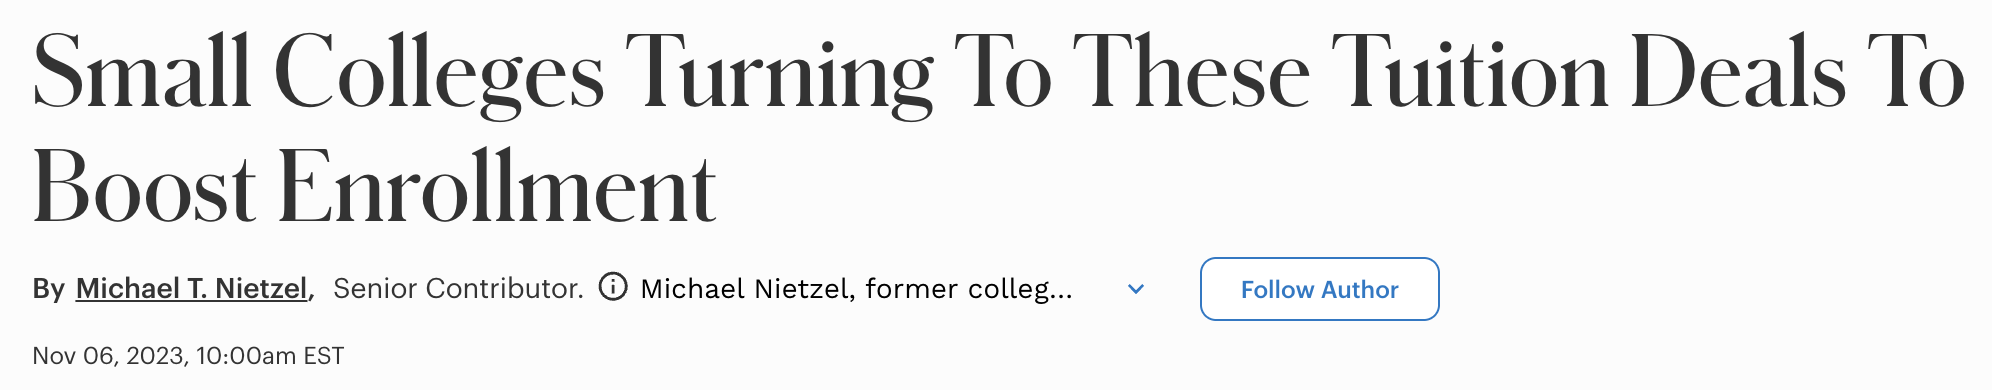 Small Colleges Turning To These Tuition Deals To
Boost Enrollment
By Michael T. Nietzel, Senior Contributor. Michael Nietzel, former colleg... Follow Author
Nov 06, 2023, 10:00am EST